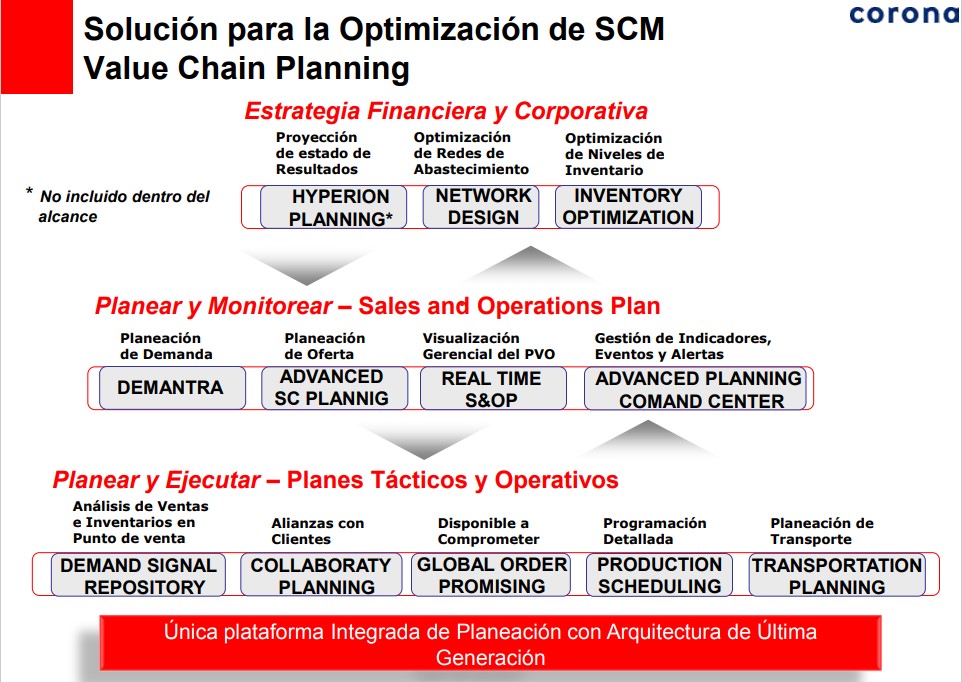 corona
Solución para la Optimización de SCM
Value Chain Planning
Estrategia Financiera y Corporativa
Proyección
de estado de
Resultados
Optimización
de Redes de
Abastecimiento
Optimización
de Niveles de
Inventario
* No incluido dentro del
alcance
HYPERION
PLANNING*
NETWORK
DESIGN
INVENTORY
OPTIMIZATION
Planear y Monitorear – Sales and Operations Plan
Planeación
de Demanda
Planeación
de Oferta
Visualización
Gerencial del PVO
Gestión de Indicadores,
Eventos y Alertas
DEMANTRA
ADVANCED
SC PLANNIG
REAL TIME
S&OP
ADVANCED PLANNING
COMAND CENTER
Planear y Ejecutar – Planes Tácticos y Operativos
Análisis de Ventas
e Inventarios en
Punto de venta
Alianzas con
Clientes
Disponible a
Comprometer
Programación
Detallada
Planeación de
Transporte
DEMAND SIGNAL
REPOSITORY
COLLABORATY
PLANNING
GLOBAL ORDER
PROMISING
PRODUCTION
SCHEDULING
TRANSPORTATION
PLANNING
Única plataforma Integrada de Planeación con Arquitectura de Última
Generación